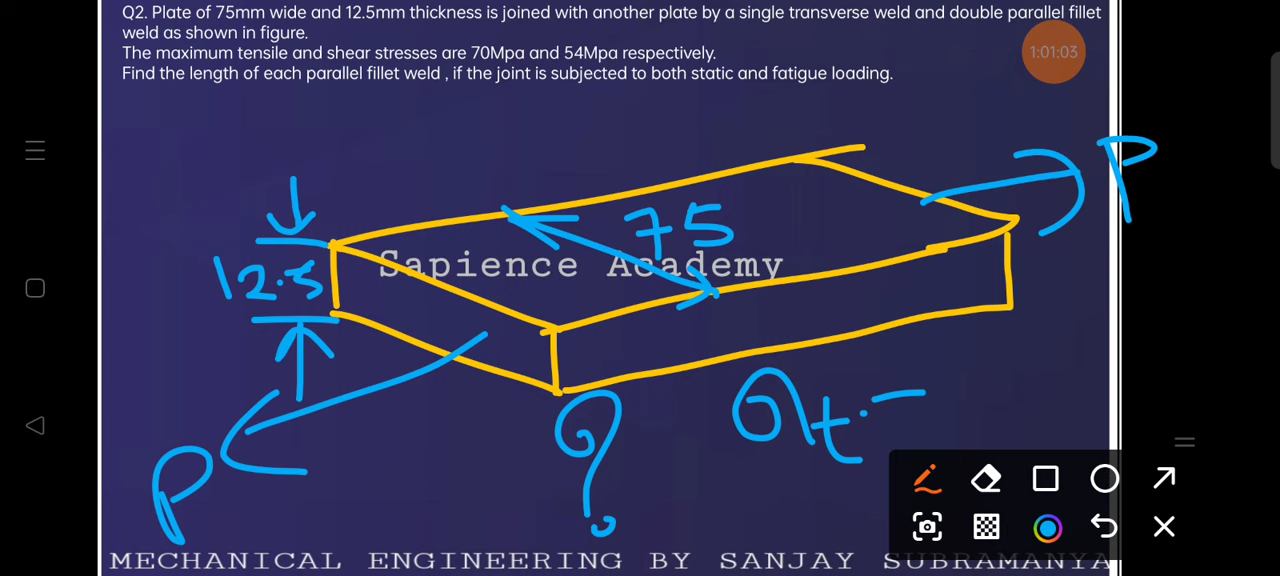 Q2. Plate of 75mm wide and 12.5mm thickness is joined with another plate by a single transverse weld and double parallel fillet
weld as shown in figure.
The maximum tensile and shear stresses are 70Mpa and 54Mpa respectively.
Find the length of each parallel fillet weld , if the joint is subjected to both static and fatigue loading.
1:01:03
P
75
12.5
Sapience Academy
P
?
σt
MECHANICAL ENGINEERING BY SANJAY SUBRAMANYA